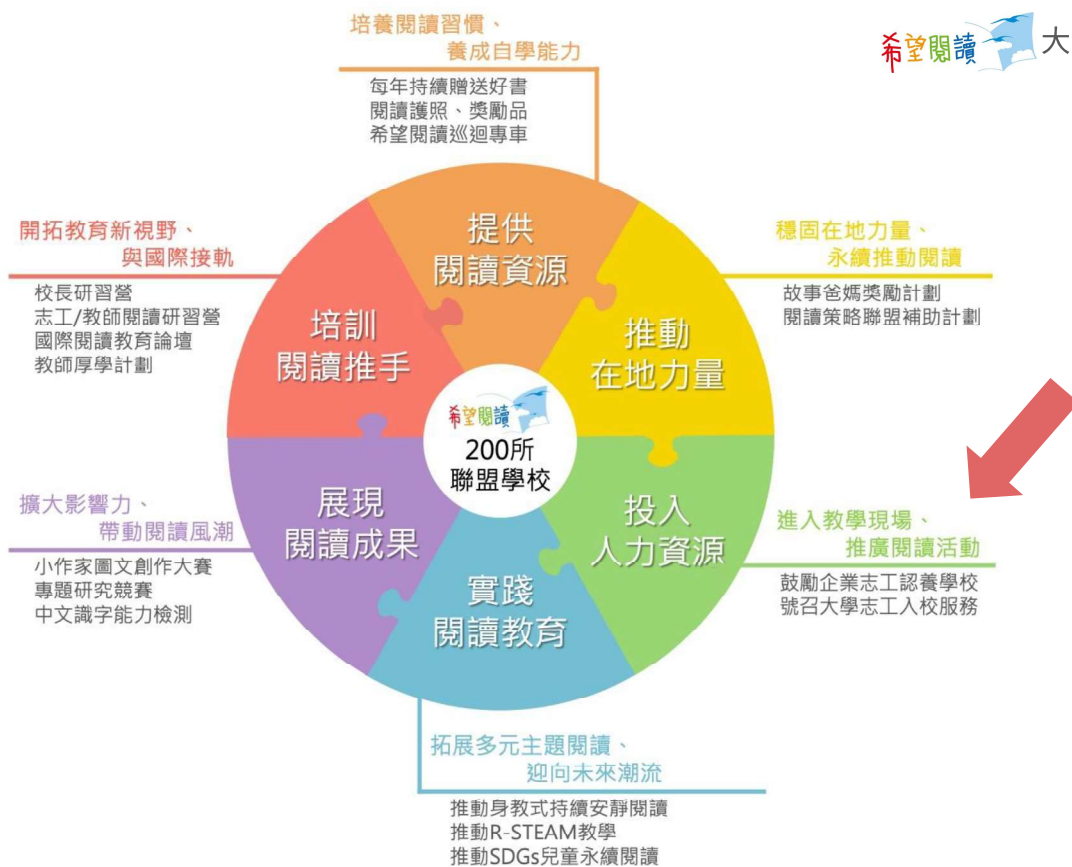 希望閱讀 大
培養閱讀習慣、
養成自學能力
每年持續贈送好書
閱讀護照、獎勵品
希望閱讀巡迴專車
提供
閱讀資源
穩固在地力量、
永續推動閱讀
故事爸媽獎勵計劃
閱讀策略聯盟補助計劃
推動
在地力量
進入教學現場、
推廣閱讀活動
鼓勵企業志工認養學校
號召大學志工入校服務
投入
人力資源
拓展多元主題閱讀、
迎向未來潮流
推動身教式持續安靜閱讀
推動R-STEAM教學
推動SDGs兒童永續閱讀
實踐
閱讀教育
擴大影響力、
帶動閱讀風潮
小作家圖文創作大賽
專題研究競賽
中文識字能力檢測
展現
閱讀成果
開拓教育新視野、
與國際接軌
校長研習營
志工/教師閱讀研習營
國際閱讀教育論壇
教師厚學計劃
培訓
閱讀推手
希望閱讀
200所
聯盟學校